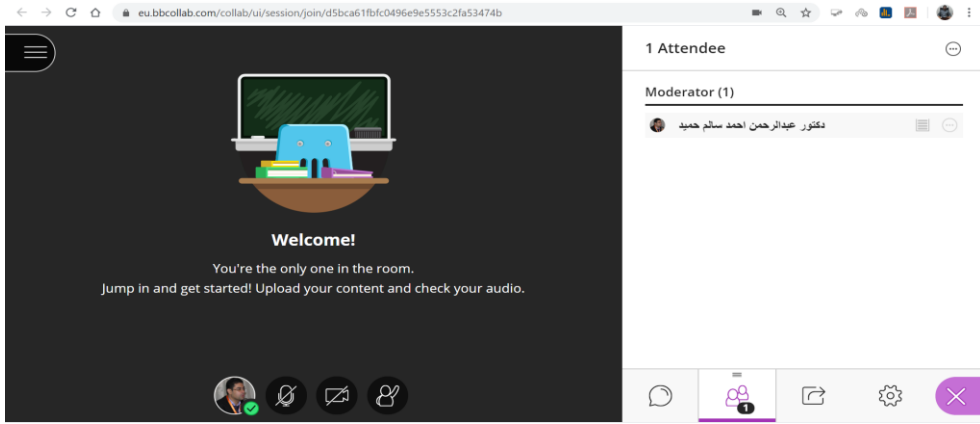 eu.bbcollab.com/collab/ui/session/join/d5bca61fbfc0496e9e5553c2fa53474b
1 Attendee
Moderator (1)
دكتور عبدالرحمن احمد سالم حميد
Welcome!
You're the only one in the room.
Jump in and get started! Upload your content and check your audio.
1